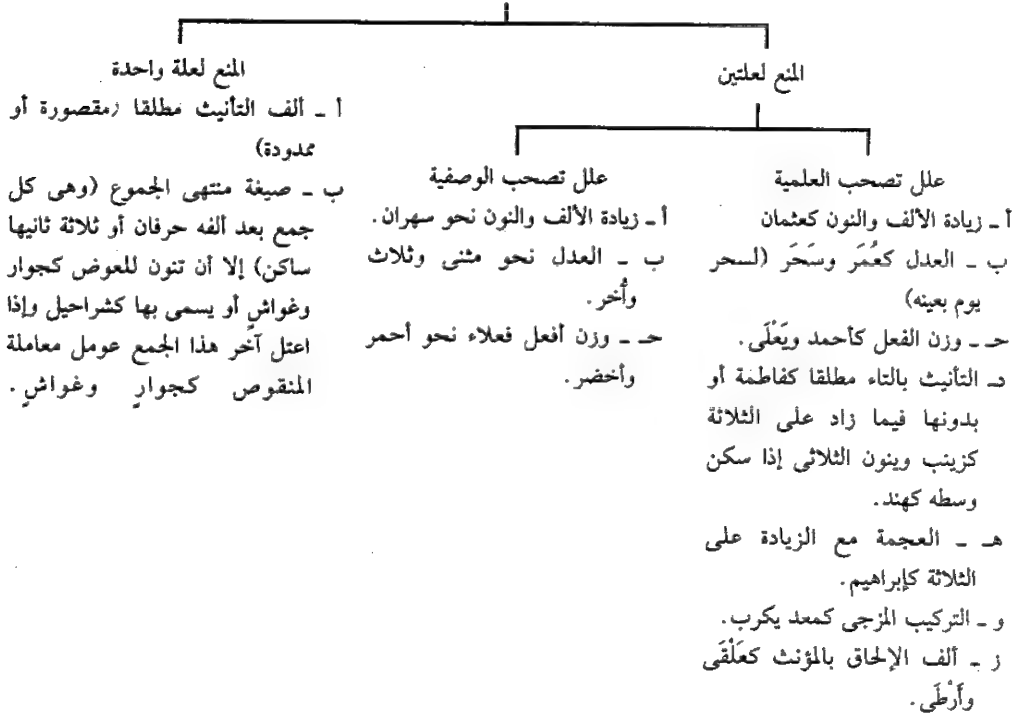 المنع لعلتين
علل تصحب العلمية
أ ـ زيادة الألف والنون كعثمان
ب ـ العدل كعُمَر وسَحَر (لسحر
يوم بعينه)
حـ ـ وزن الفعل كأحمد ويَعْلَى.
د ـ التأنيث بالتاء مطلقا كفاطمة أو
بدونها فيما زاد على الثلاثة
كزينب وينون الثلاثى إذا سكن
وسطه كهند.
هـ ـ العجمة مع الزيادة على
الثلاثة كإبراهيم.
و ـ التركيب المزجى كمعد يكرب.
ز ـ ألف الإلحاق بالمؤنث كعَلْقَى
وأَرْطَى.
علل تصحب الوصفية
أ ـ زيادة الألف والنون نحو سهران.
ب ـ العدل نحو مثنى وثلاث
وأُخر.
حـ ـ وزن أفعل فعلاء نحو أحمر
وأخضر.
المنع لعلة واحدة
أ ـ ألف التأنيث مطلقا (مقصورة أو
ممدودة)
ب ـ صيغة منتهى الجموع (وهى كل
جمع بعد ألفه حرفان أو ثلاثة ثانيها
ساكن) إلا أن تنون للعوض كجوار
وغواشٍ أو يسمى بها كشراحيل وإذا
اعتل آخر هذا الجمع عومل معاملة
المنقوص كجوارٍ وغواشٍ.